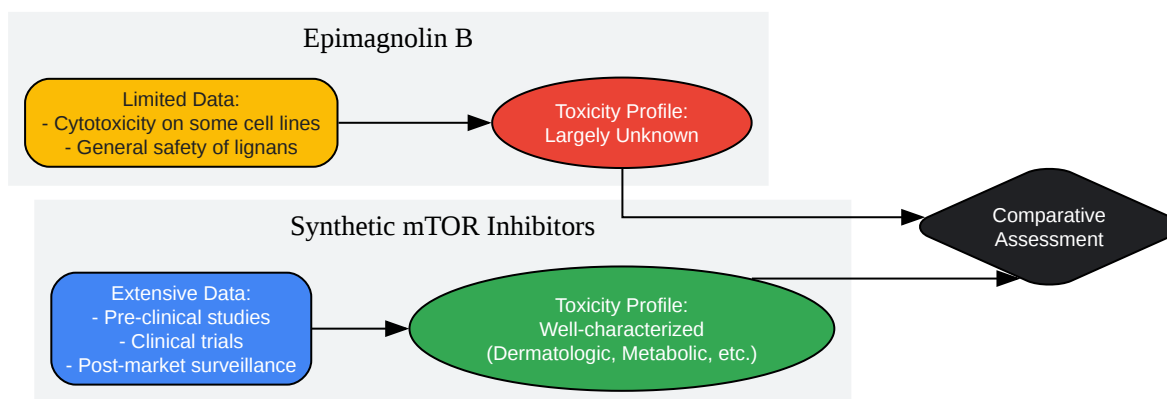 Epimagnolin B
Limited Data:
- Cytotoxicity on some cell lines
- General safety of lignans
Toxicity Profile:
Largely Unknown
Comparative
Assessment
Synthetic mTOR Inhibitors
Extensive Data:
- Pre-clinical studies
- Clinical trials
- Post-market surveillance
Toxicity Profile:
Well-characterized
(Dermatologic, Metabolic, etc.)